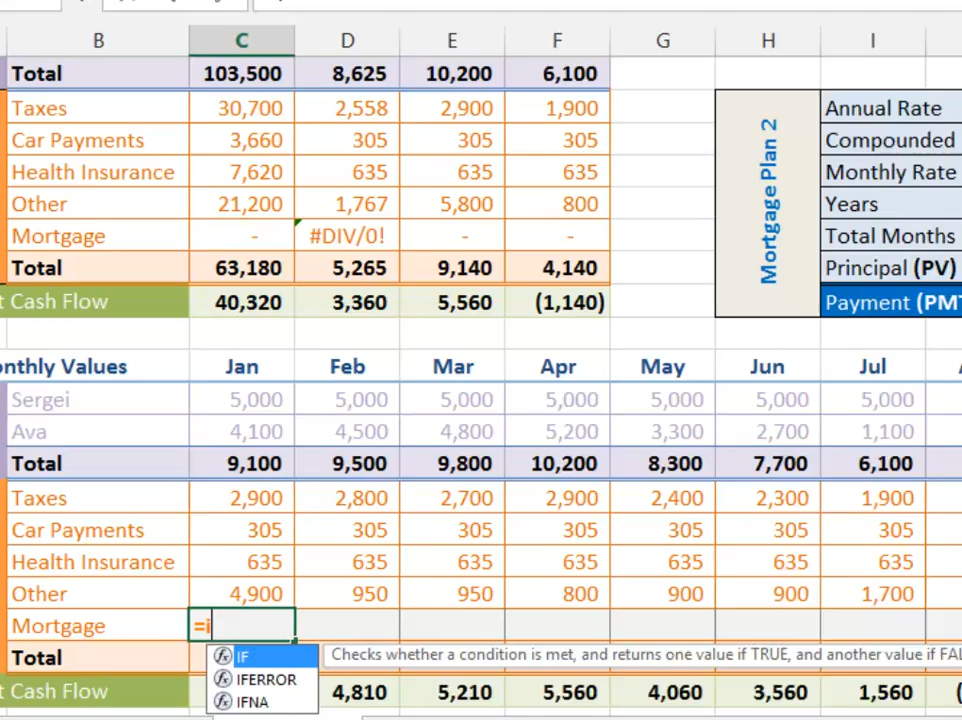 B C D E F G H I
Total 103,500 8,625 10,200 6,100
Taxes 30,700 2,558 2,900 1,900 Annual Rate
Car Payments 3,660 305 305 305 Compounded
Health Insurance 7,620 635 635 635 Monthly Rate
Other 21,200 1,767 5,800 800 Years
Mortgage - #DIV/0! - - Total Months
Total 63,180 5,265 9,140 4,140 Principal (PV)
t Cash Flow 40,320 3,360 5,560 (1,140) Payment (PMT
Mortgage Plan 2
onthly Values Jan Feb Mar Apr May Jun Jul
Sergei 5,000 5,000 5,000 5,000 5,000 5,000 5,000
Ava 4,100 4,500 4,800 5,200 3,300 2,700 1,100
Total 9,100 9,500 9,800 10,200 8,300 7,700 6,100
Taxes 2,900 2,800 2,700 2,900 2,400 2,300 1,900
Car Payments 305 305 305 305 305 305 305
Health Insurance 635 635 635 635 635 635 635
Other 4,900 950 950 800 900 900 1,700
Mortgage =i
Total
fx IF Checks whether a condition is met, and returns one value if TRUE, and another value if FAL
fx IFERROR
fx IFNA
t Cash Flow 4,810 5,210 5,560 4,060 3,560 1,560 (